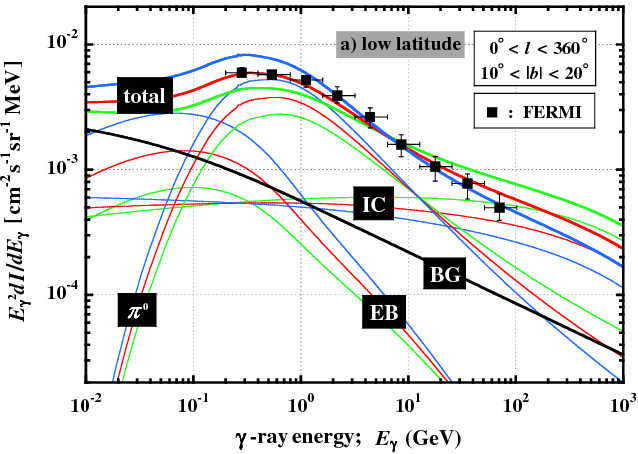 a) low latitude
0° < l < 360°
10° < |b| < 20°
■ : FERMI
total
IC
BG
π⁰
EB
10⁻²
10⁻³
10⁻⁴
E_γ² dI/dE_γ [cm⁻² s⁻¹ sr⁻¹ MeV]
10⁻² 10⁻¹ 10⁰ 10¹ 10² 10³
γ-ray energy; E_γ (GeV)